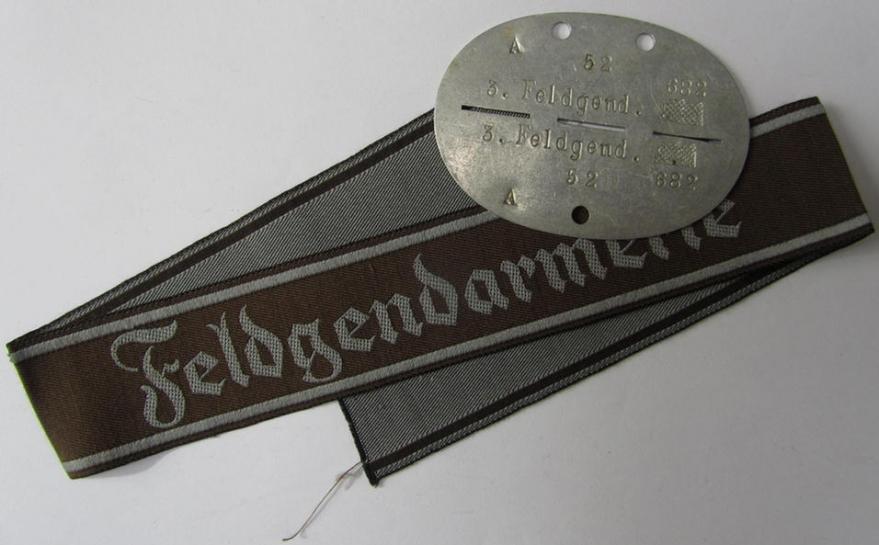 A
52
3. Feldgend. 682
3. Feldgend.
A 52 682
Feldgendarmerie